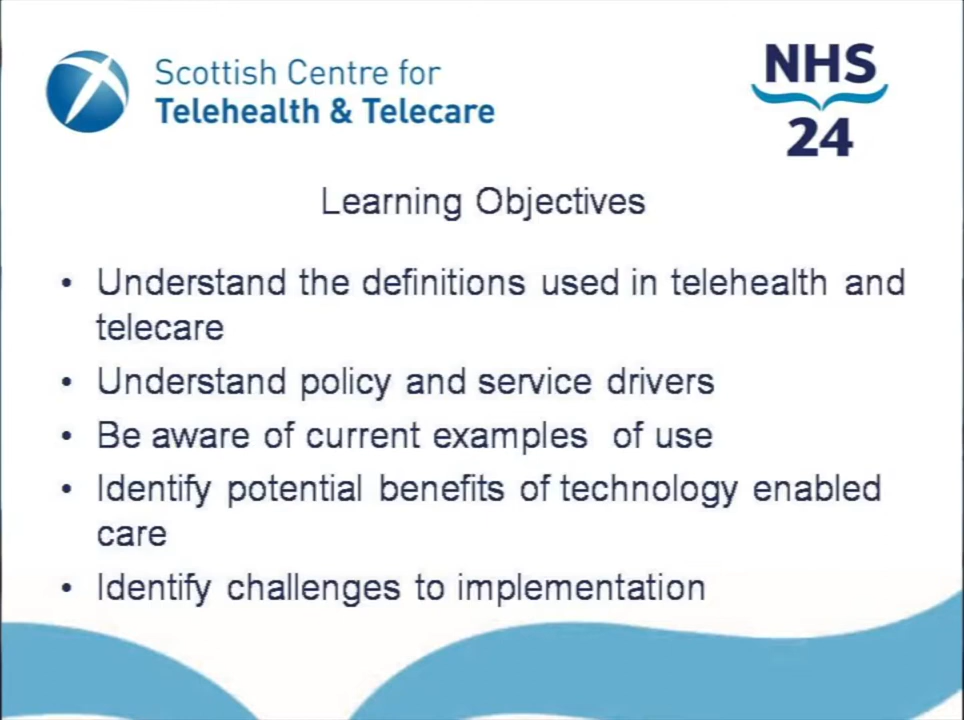 Scottish Centre for
Telehealth & Telecare
NHS
24
Learning Objectives
• Understand the definitions used in telehealth and
telecare
• Understand policy and service drivers
• Be aware of current examples of use
• Identify potential benefits of technology enabled
care
• Identify challenges to implementation